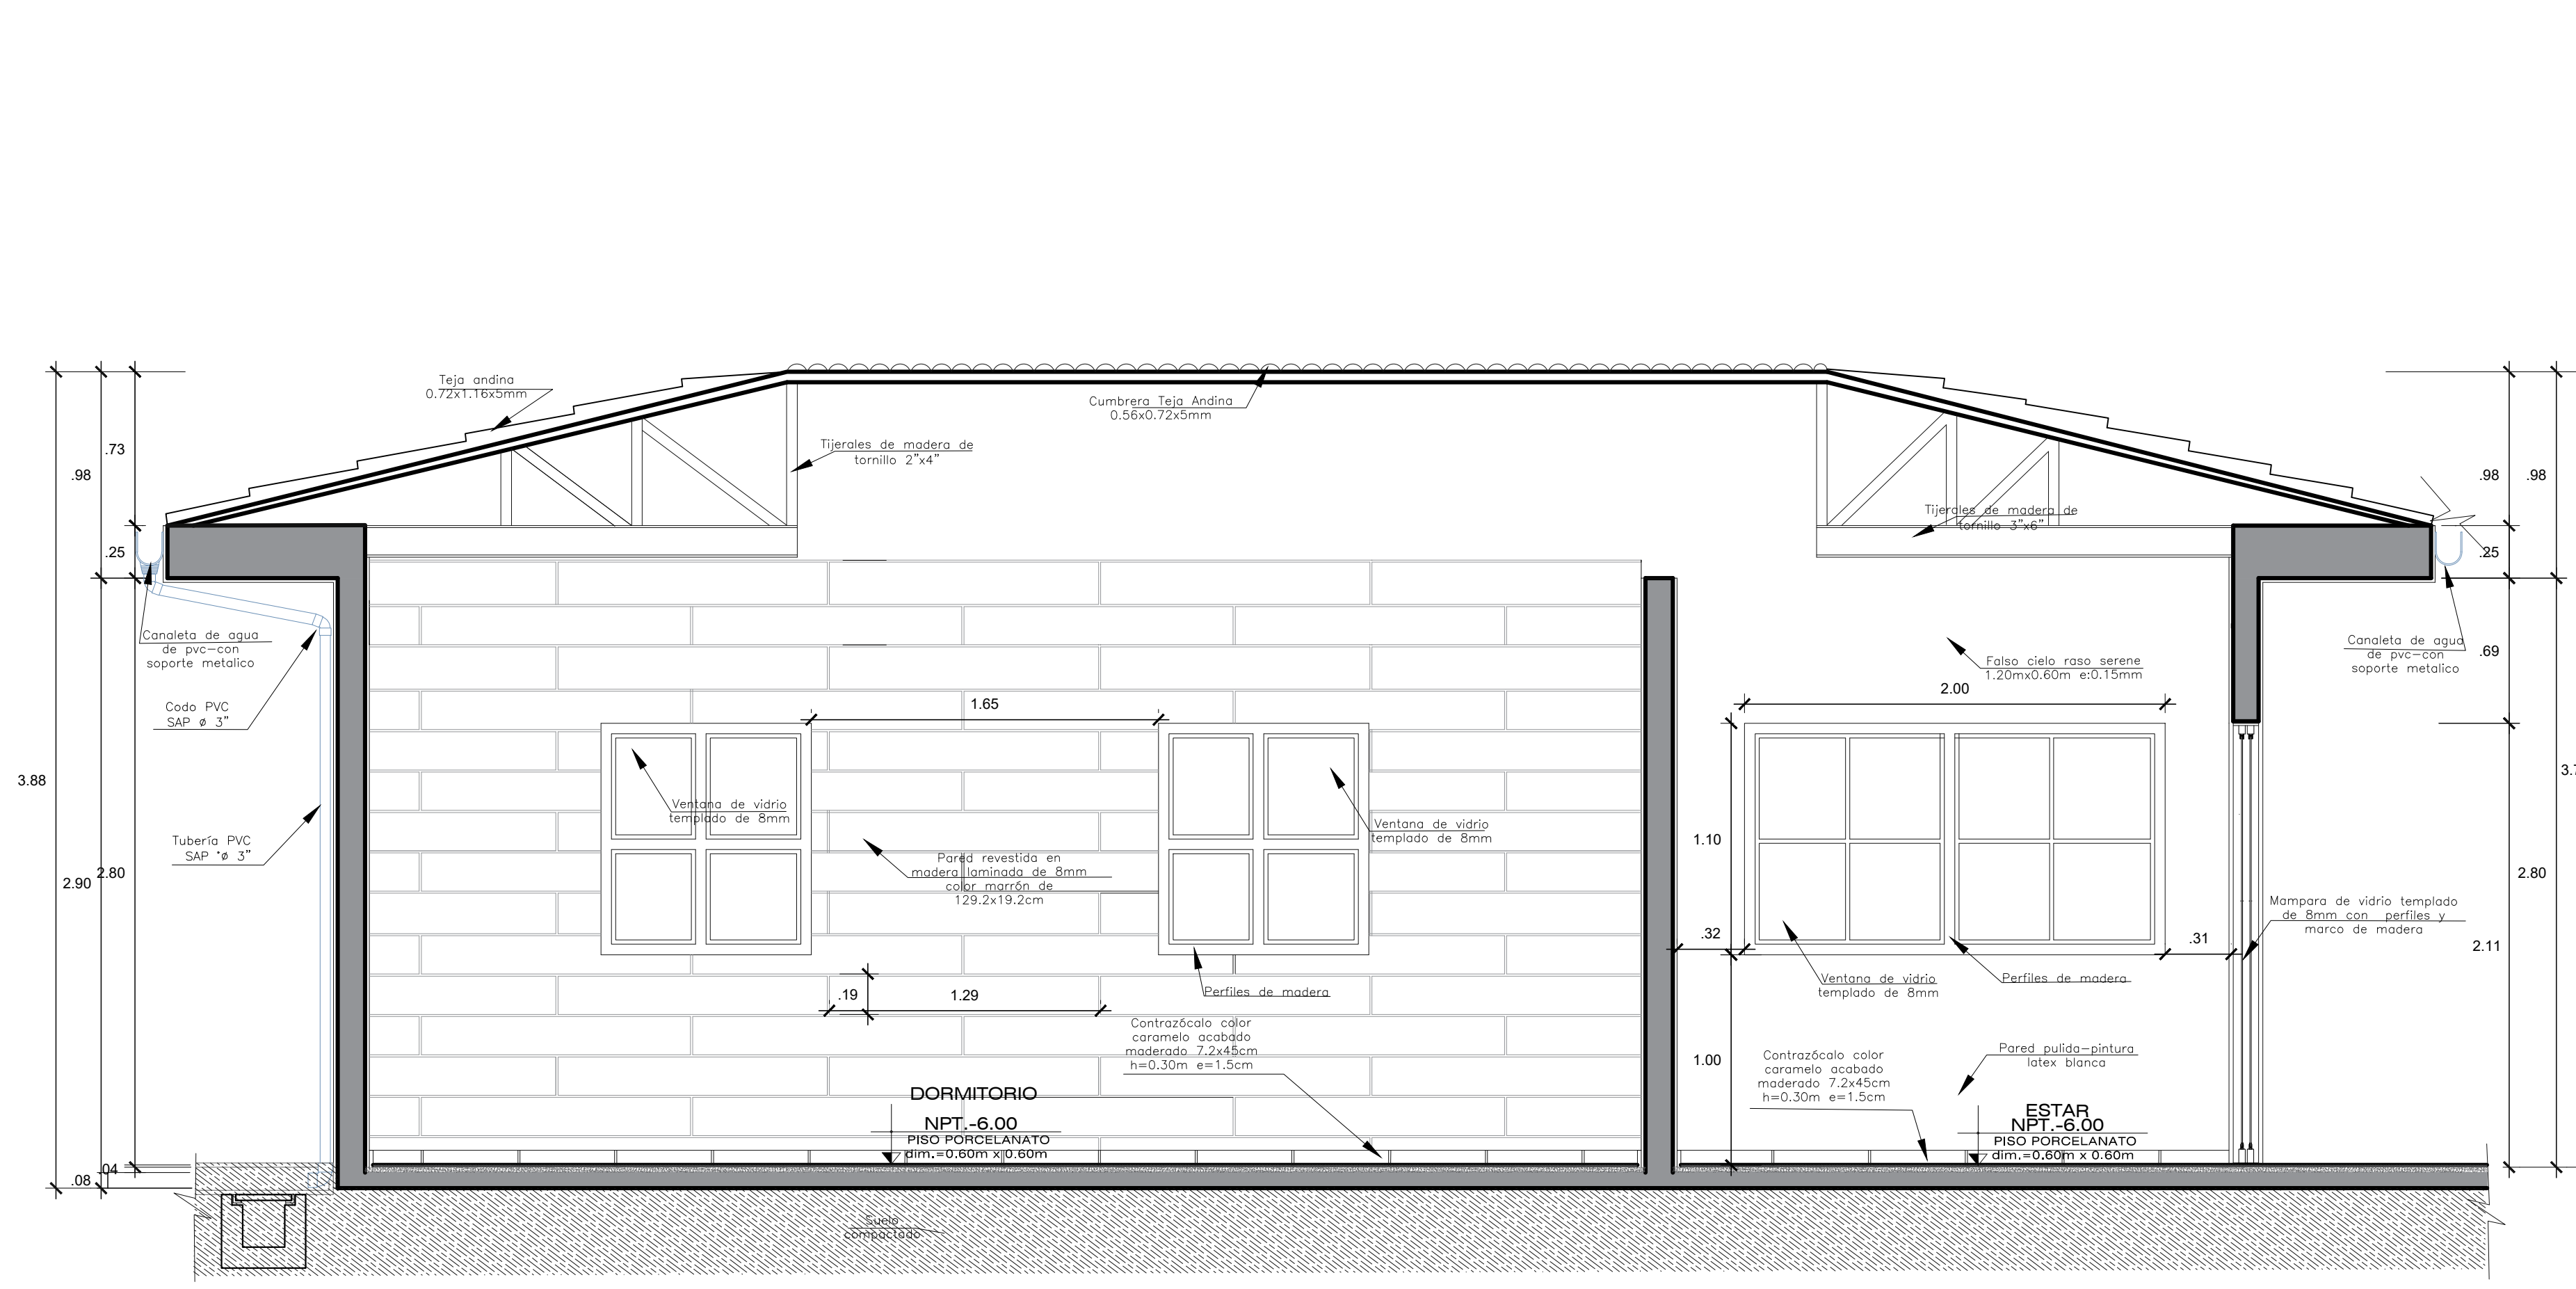 Teja andina
0.72x1.16x5mm
Cumbrera Teja Andina
0.56x0.72x5mm
Tijerales de madera de
tornillo 2"x4"
Tijerales de madera de
tornillo 3"x6"
.73
.98
.25
3.88
2.90
2.80
.04
.08
.98
.98
.25
.69
2.80
2.11
Canaleta de agua
de pvc-con
soporte metalico
Codo PVC
SAP ø 3"
Tubería PVC
SAP ø 3"
Canaleta de agua
de pvc-con
soporte metalico
Falso cielo raso serene
1.20mx0.60m e:0.15mm
2.00
1.65
Ventana de vidrio
templado de 8mm
Ventana de vidrio
templado de 8mm
Pared revestida en
madera laminada de 8mm
color marrón de
129.2x19.2cm
1.10
.32
.31
1.00
Mampara de vidrio templado
de 8mm con perfiles y
marco de madera
Ventana de vidrio
templado de 8mm
Perfiles de madera
Perfiles de madera
.19
1.29
Contrazócalo color
caramelo acabado
maderado 7.2x45cm
h=0.30m e=1.5cm
Contrazócalo color
caramelo acabado
maderado 7.2x45cm
h=0.30m e=1.5cm
Pared pulida-pintura
latex blanca
DORMITORIO
NPT.-6.00
PISO PORCELANATO
dim.=0.60m x 0.60m
ESTAR
NPT.-6.00
PISO PORCELANATO
dim.=0.60m x 0.60m
Suelo
compactado